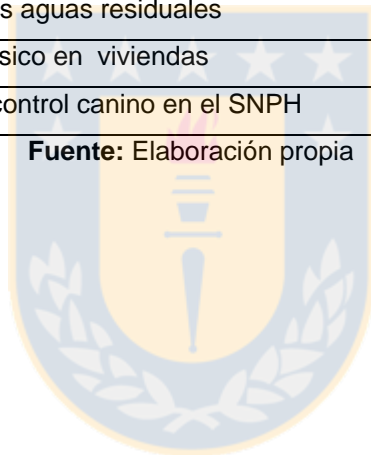 s aguas residuales
sico en viviendas
control canino en el SNPH
Fuente: Elaboración propia